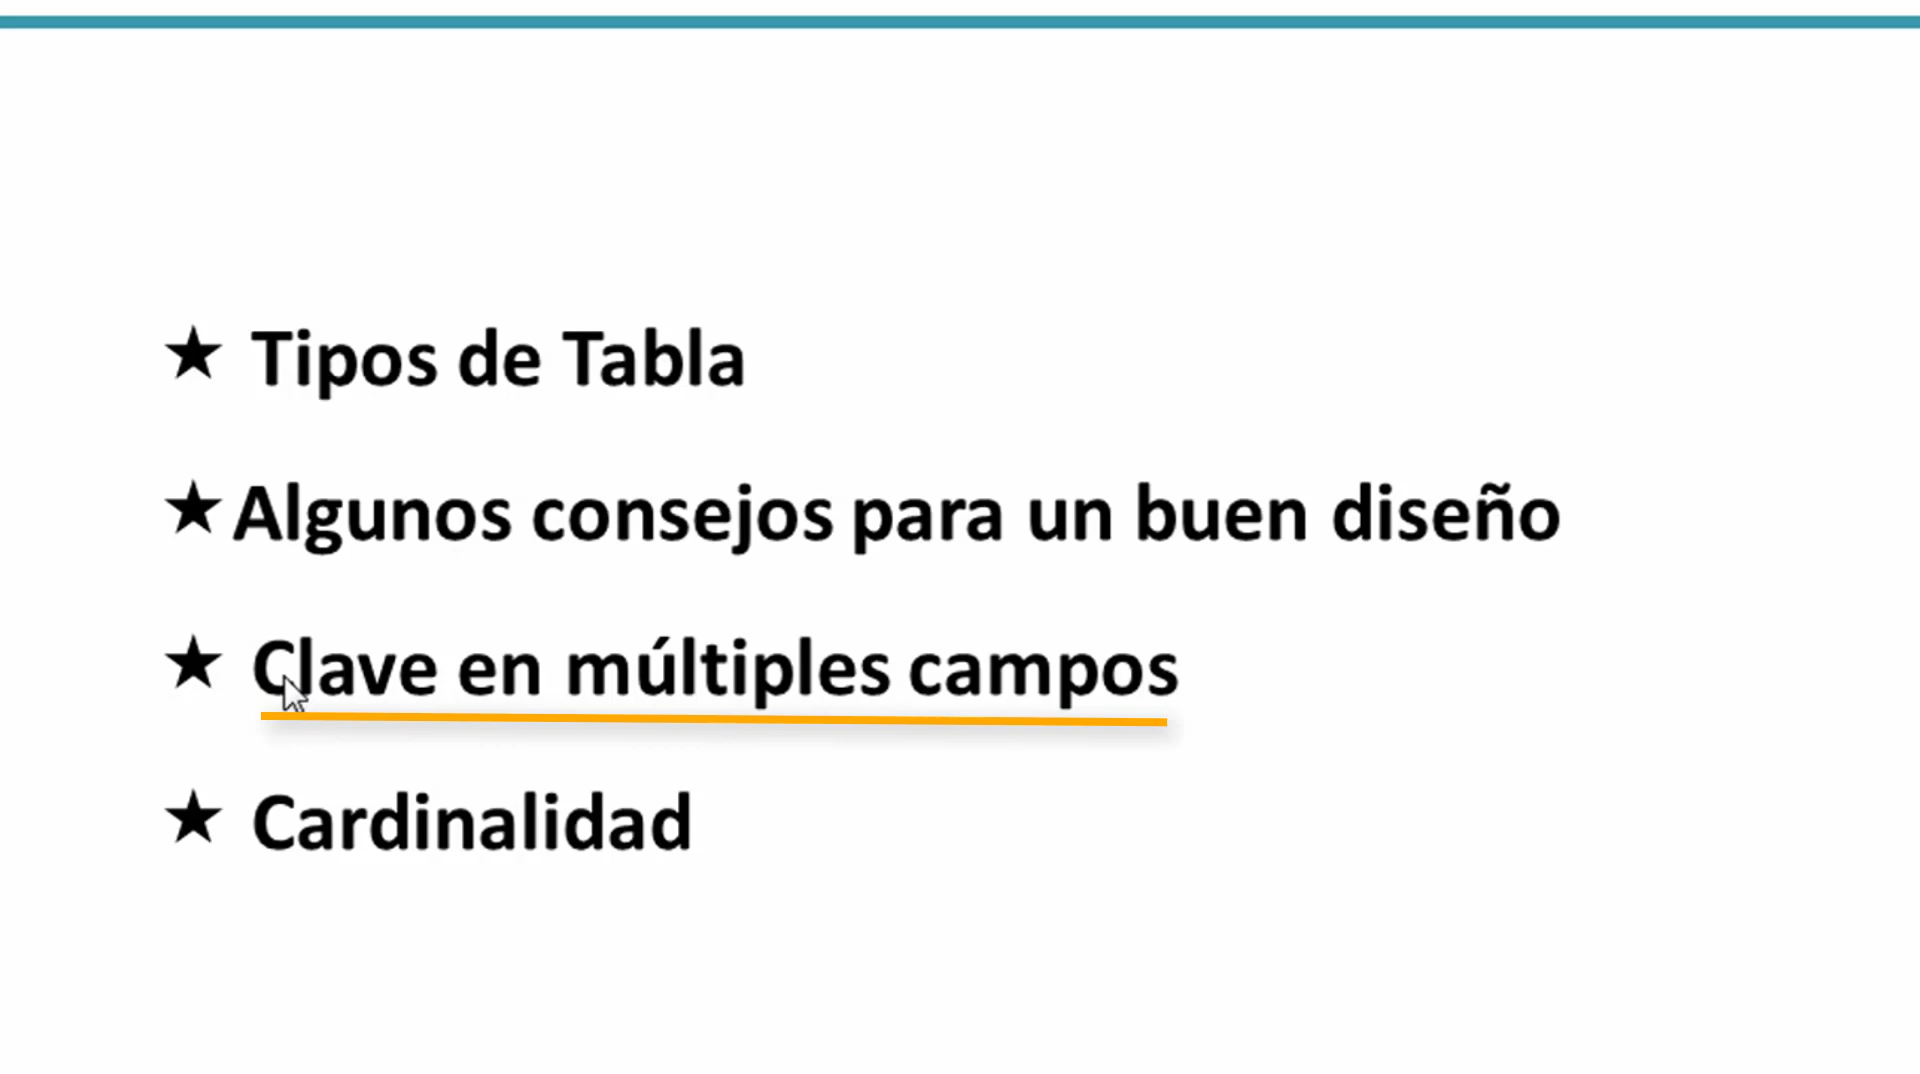 ★ Tipos de Tabla
★ Algunos consejos para un buen diseño
★ Clave en múltiples campos
★ Cardinalidad